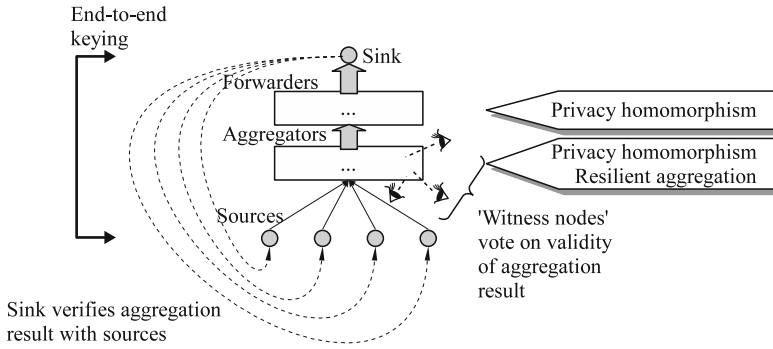 End-to-end
keying
Sink
Forwarders
...
Privacy homomorphism
Aggregators
...
Privacy homomorphism
Resilient aggregation
Sources
'Witness nodes'
vote on validity
of aggregation
result
Sink verifies aggregation
result with sources